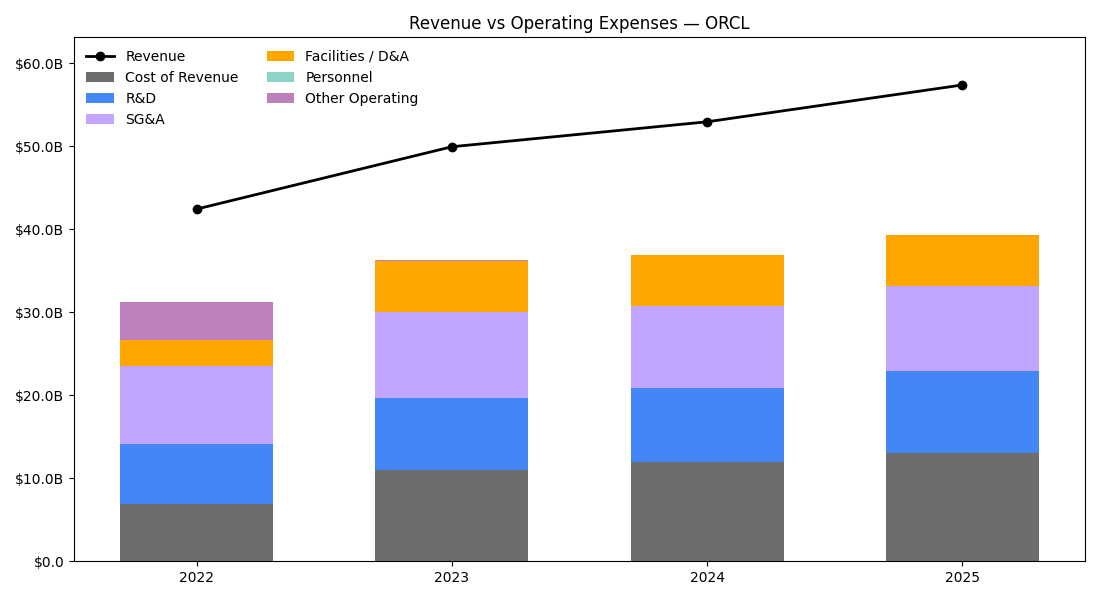 Revenue vs Operating Expenses — ORCL
Revenue
Cost of Revenue
R&D
SG&A
Facilities / D&A
Personnel
Other Operating
$60.0B
$50.0B
$40.0B
$30.0B
$20.0B
$10.0B
$0.0
2022 2023 2024 2025